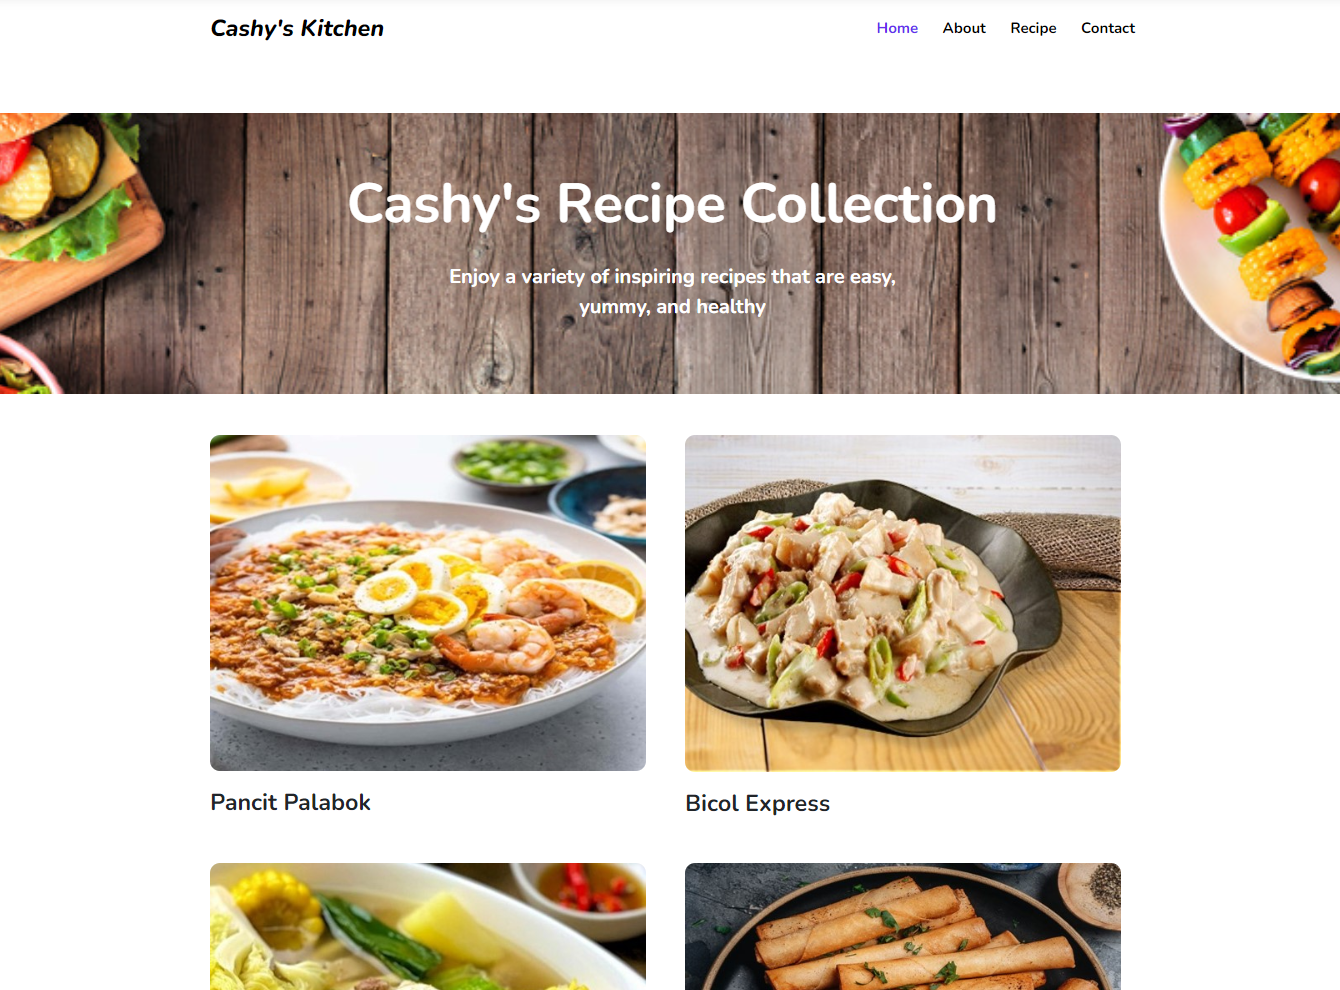 Cashy's Kitchen
Home About Recipe Contact
Cashy's Recipe Collection
Enjoy a variety of inspiring recipes that are easy,
yummy, and healthy
Pancit Palabok
Bicol Express